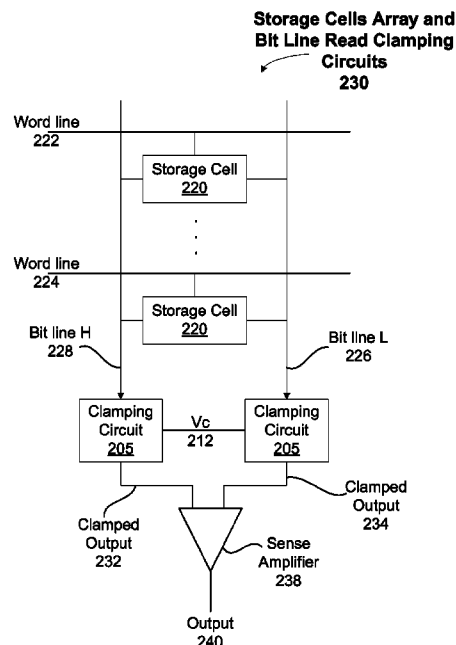 Storage Cells Array and
Bit Line Read Clamping
Circuits
230
Word line
222
Storage Cell
220
Word line
224
Storage Cell
220
Bit line H
228
Bit line L
226
Clamping
Circuit
205
Vc
212
Clamping
Circuit
205
Clamped
Output
232
Clamped
Output
234
Sense
Amplifier
238
Output
240